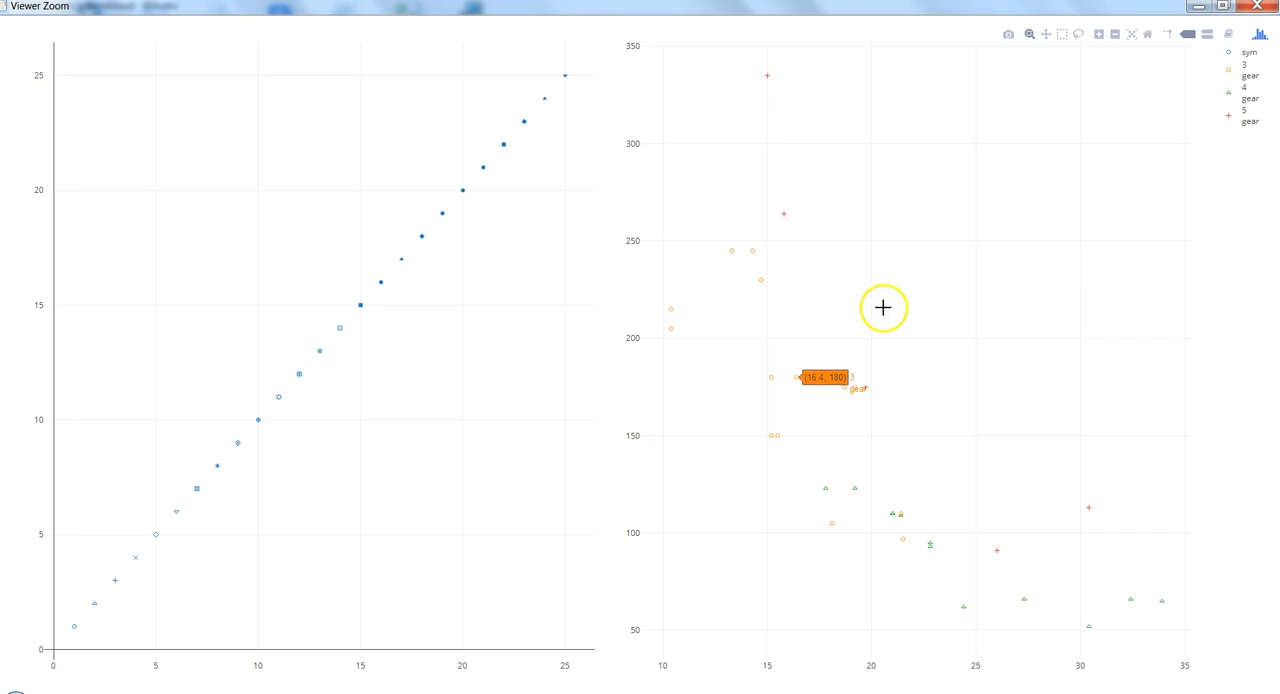 Viewer Zoom
25
20
15
10
5
0
0 5 10 15 20 25
350
300
250
200
150
100
50
10 15 20 25 30 35
(16.4, 180) 3
gear
sym
3
gear
4
gear
5
gear